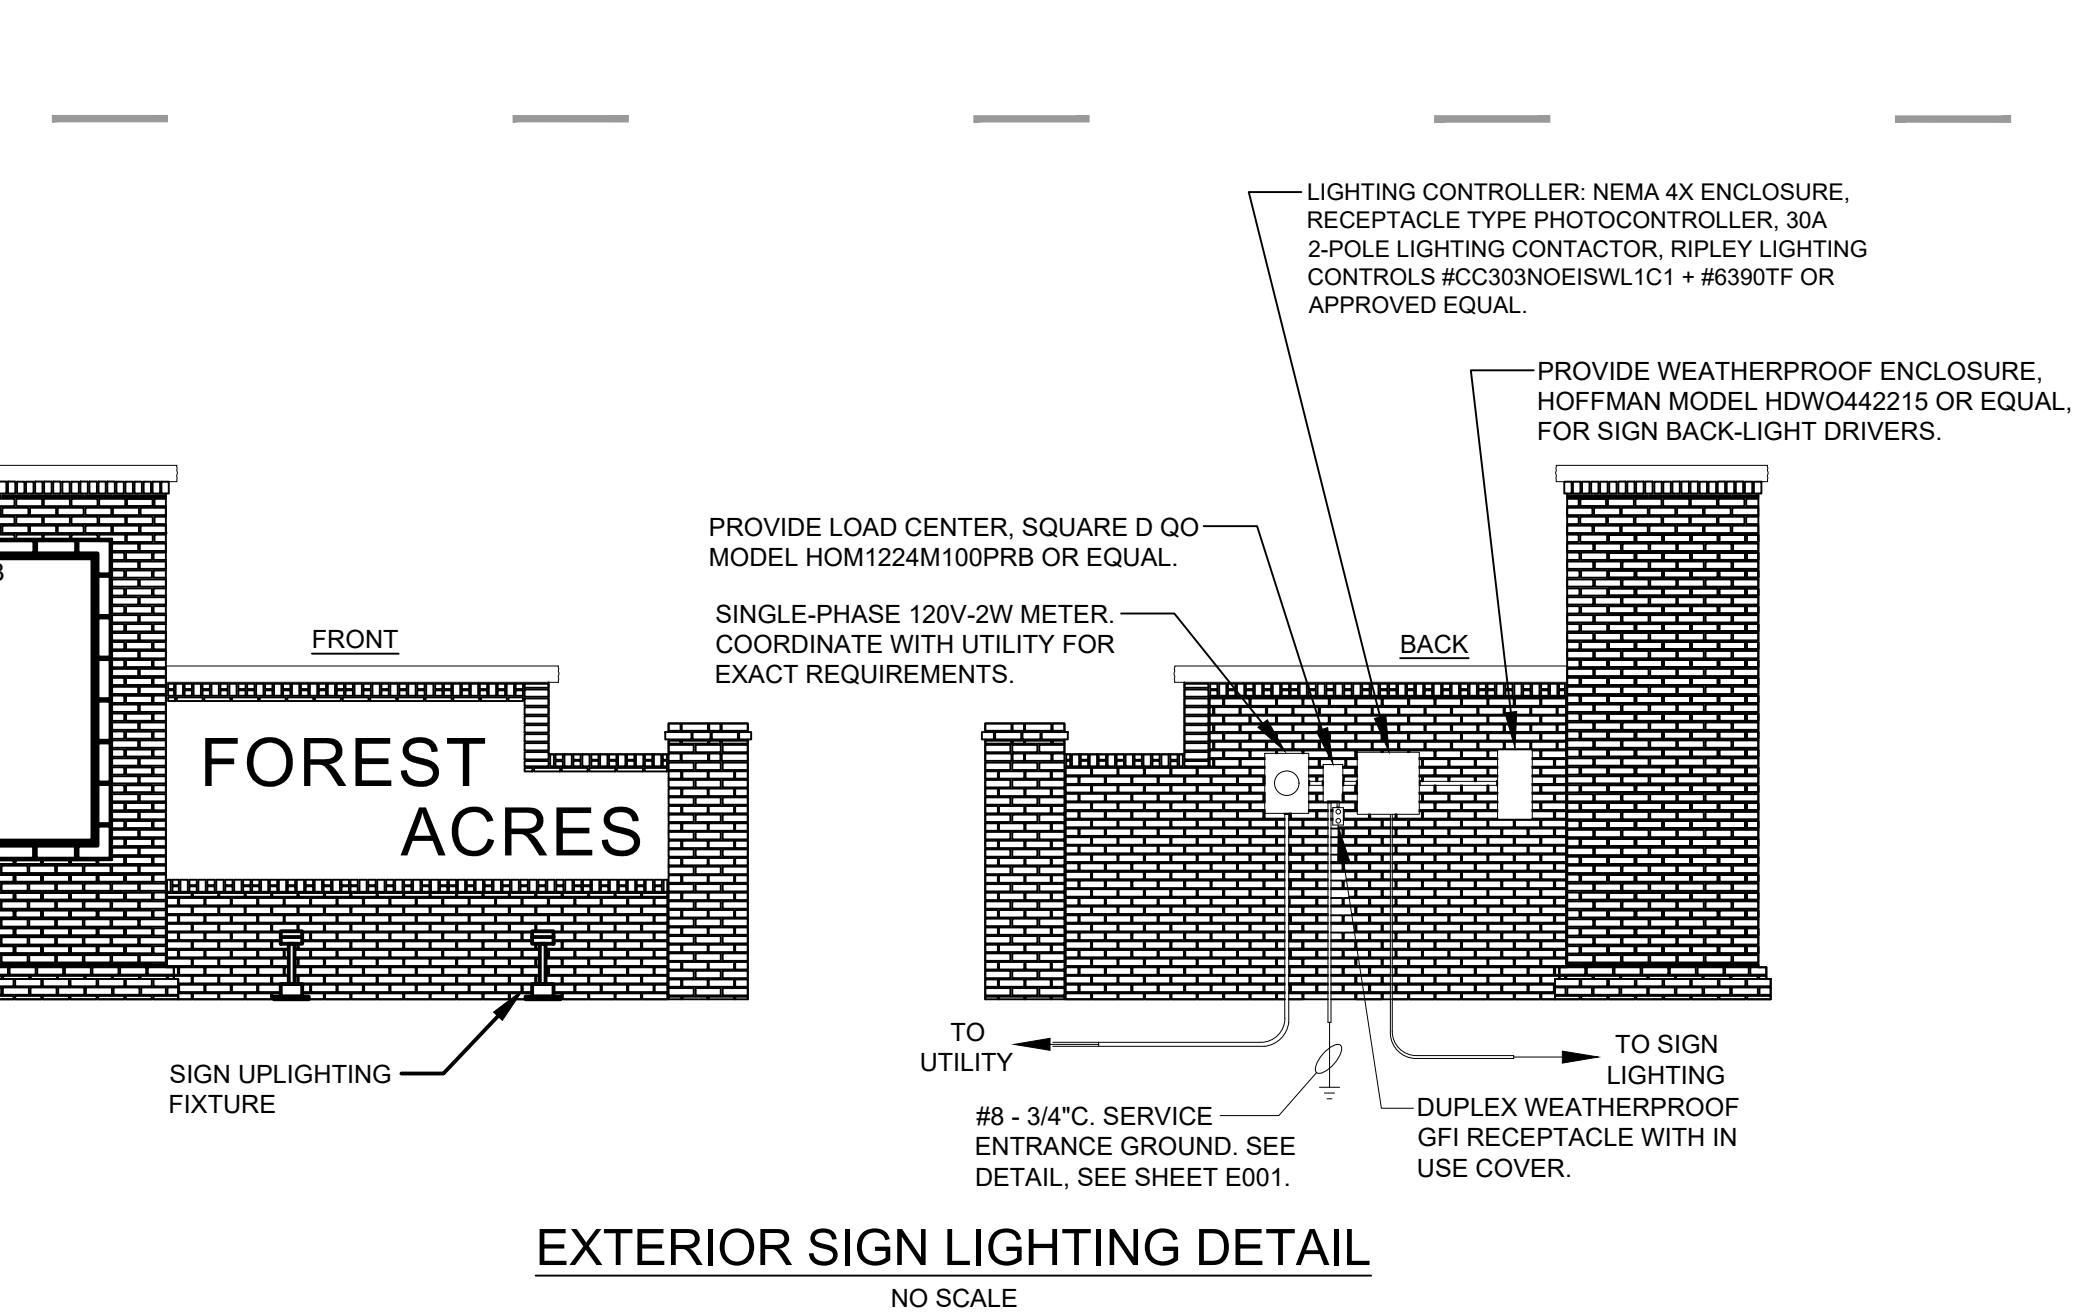 LIGHTING CONTROLLER: NEMA 4X ENCLOSURE,
RECEPTACLE TYPE PHOTOCONTROLLER, 30A
2-POLE LIGHTING CONTACTOR, RIPLEY LIGHTING
CONTROLS #CC303NOEISWL1C1 + #6390TF OR
APPROVED EQUAL.
PROVIDE WEATHERPROOF ENCLOSURE,
HOFFMAN MODEL HDWO442215 OR EQUAL,
FOR SIGN BACK-LIGHT DRIVERS.
PROVIDE LOAD CENTER, SQUARE D QO
MODEL HOM1224M100PRB OR EQUAL.
SINGLE-PHASE 120V-2W METER.
COORDINATE WITH UTILITY FOR
EXACT REQUIREMENTS.
FRONT
BACK
FOREST
ACRES
SIGN UPLIGHTING
FIXTURE
TO
UTILITY
TO SIGN
LIGHTING
#8 - 3/4"C. SERVICE
ENTRANCE GROUND. SEE
DETAIL, SEE SHEET E001.
DUPLEX WEATHERPROOF
GFI RECEPTACLE WITH IN
USE COVER.
EXTERIOR SIGN LIGHTING DETAIL
NO SCALE